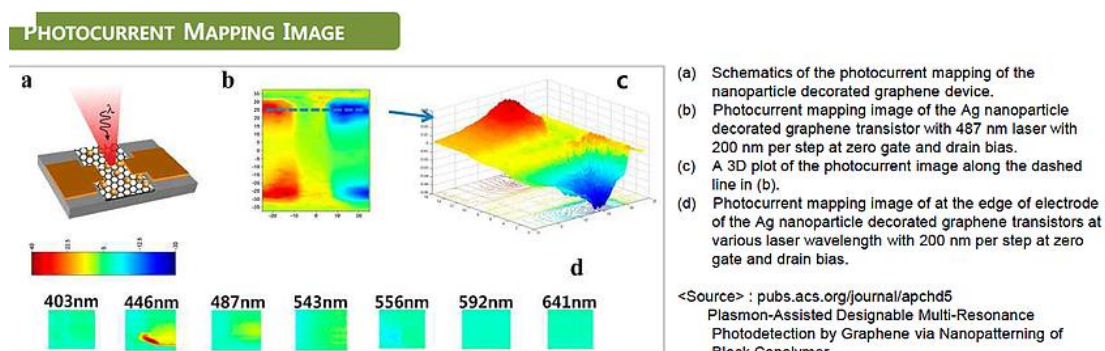 PHOTOCURRENT MAPPING IMAGE
a
b
c
(a) Schematics of the photocurrent mapping of the
nanoparticle decorated graphene device.
(b) Photocurrent mapping image of the Ag nanoparticle
decorated graphene transistor with 487 nm laser with
200 nm per step at zero gate and drain bias.
(c) A 3D plot of the photocurrent image along the dashed
line in (b).
(d) Photocurrent mapping image of at the edge of electrode
of the Ag nanoparticle decorated graphene transistors at
various laser wavelength with 200 nm per step at zero
gate and drain bias.
d
403nm 446nm 487nm 543nm 556nm 592nm 641nm
<Source> : pubs.acs.org/journal/apchd5
Plasmon-Assisted Designable Multi-Resonance
Photodetection by Graphene via Nanopatterning of
Block Copolymer